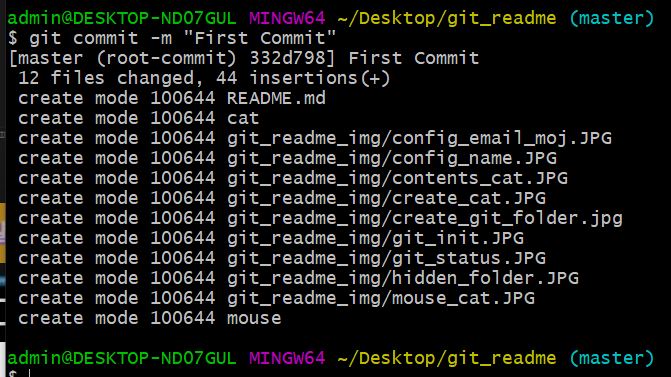 admin@DESKTOP-ND07GUL MINGW64 ~/Desktop/git_readme (master)
$ git commit -m "First Commit"
[master (root-commit) 332d798] First Commit
 12 files changed, 44 insertions(+)
 create mode 100644 README.md
 create mode 100644 cat
 create mode 100644 git_readme_img/config_email_moj.JPG
 create mode 100644 git_readme_img/config_name.JPG
 create mode 100644 git_readme_img/contents_cat.JPG
 create mode 100644 git_readme_img/create_cat.JPG
 create mode 100644 git_readme_img/create_git_folder.jpg
 create mode 100644 git_readme_img/git_init.JPG
 create mode 100644 git_readme_img/git_status.JPG
 create mode 100644 git_readme_img/hidden_folder.JPG
 create mode 100644 git_readme_img/mouse_cat.JPG
 create mode 100644 mouse
admin@DESKTOP-ND07GUL MINGW64 ~/Desktop/git_readme (master)
$